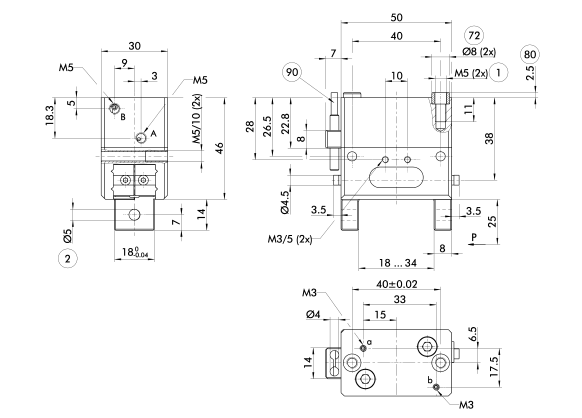 30
9
3
M5
M5
B
A
5
18.3
M5/10 (2x)
46
14
7
Ø5
2
18 0 -0.04
50
40
72
7
Ø8 (2x)
80
90
M5 (2x)
1
2.5
10
11
28
26.5
22.8
8
38
Ø4.5
3.5
3.5
M3/5 (2x)
25
P
8
18 ... 34
40±0.02
M3
33
Ø4
15
a
6.5
14
17.5
b
M3